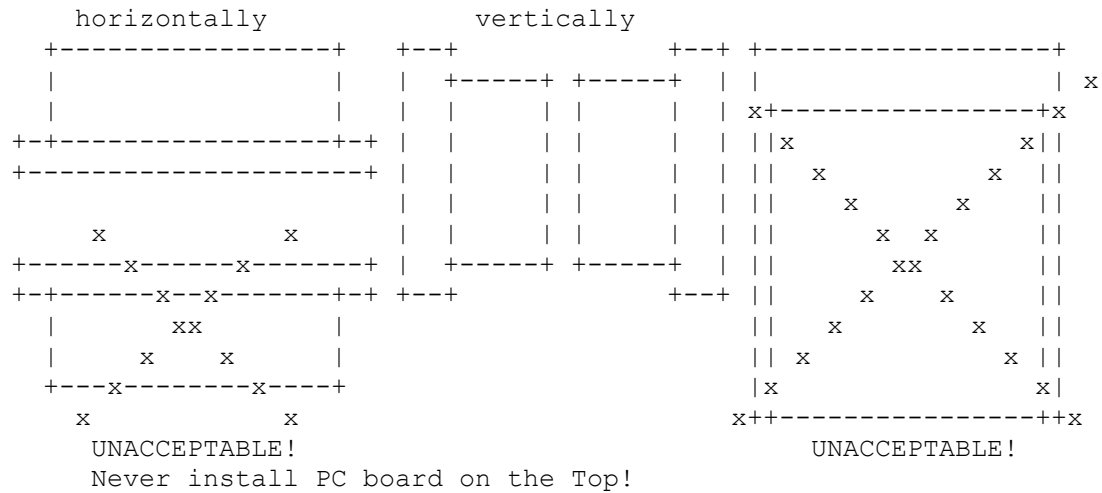 horizontally vertically
UNACCEPTABLE! UNACCEPTABLE!
Never install PC board on the Top!